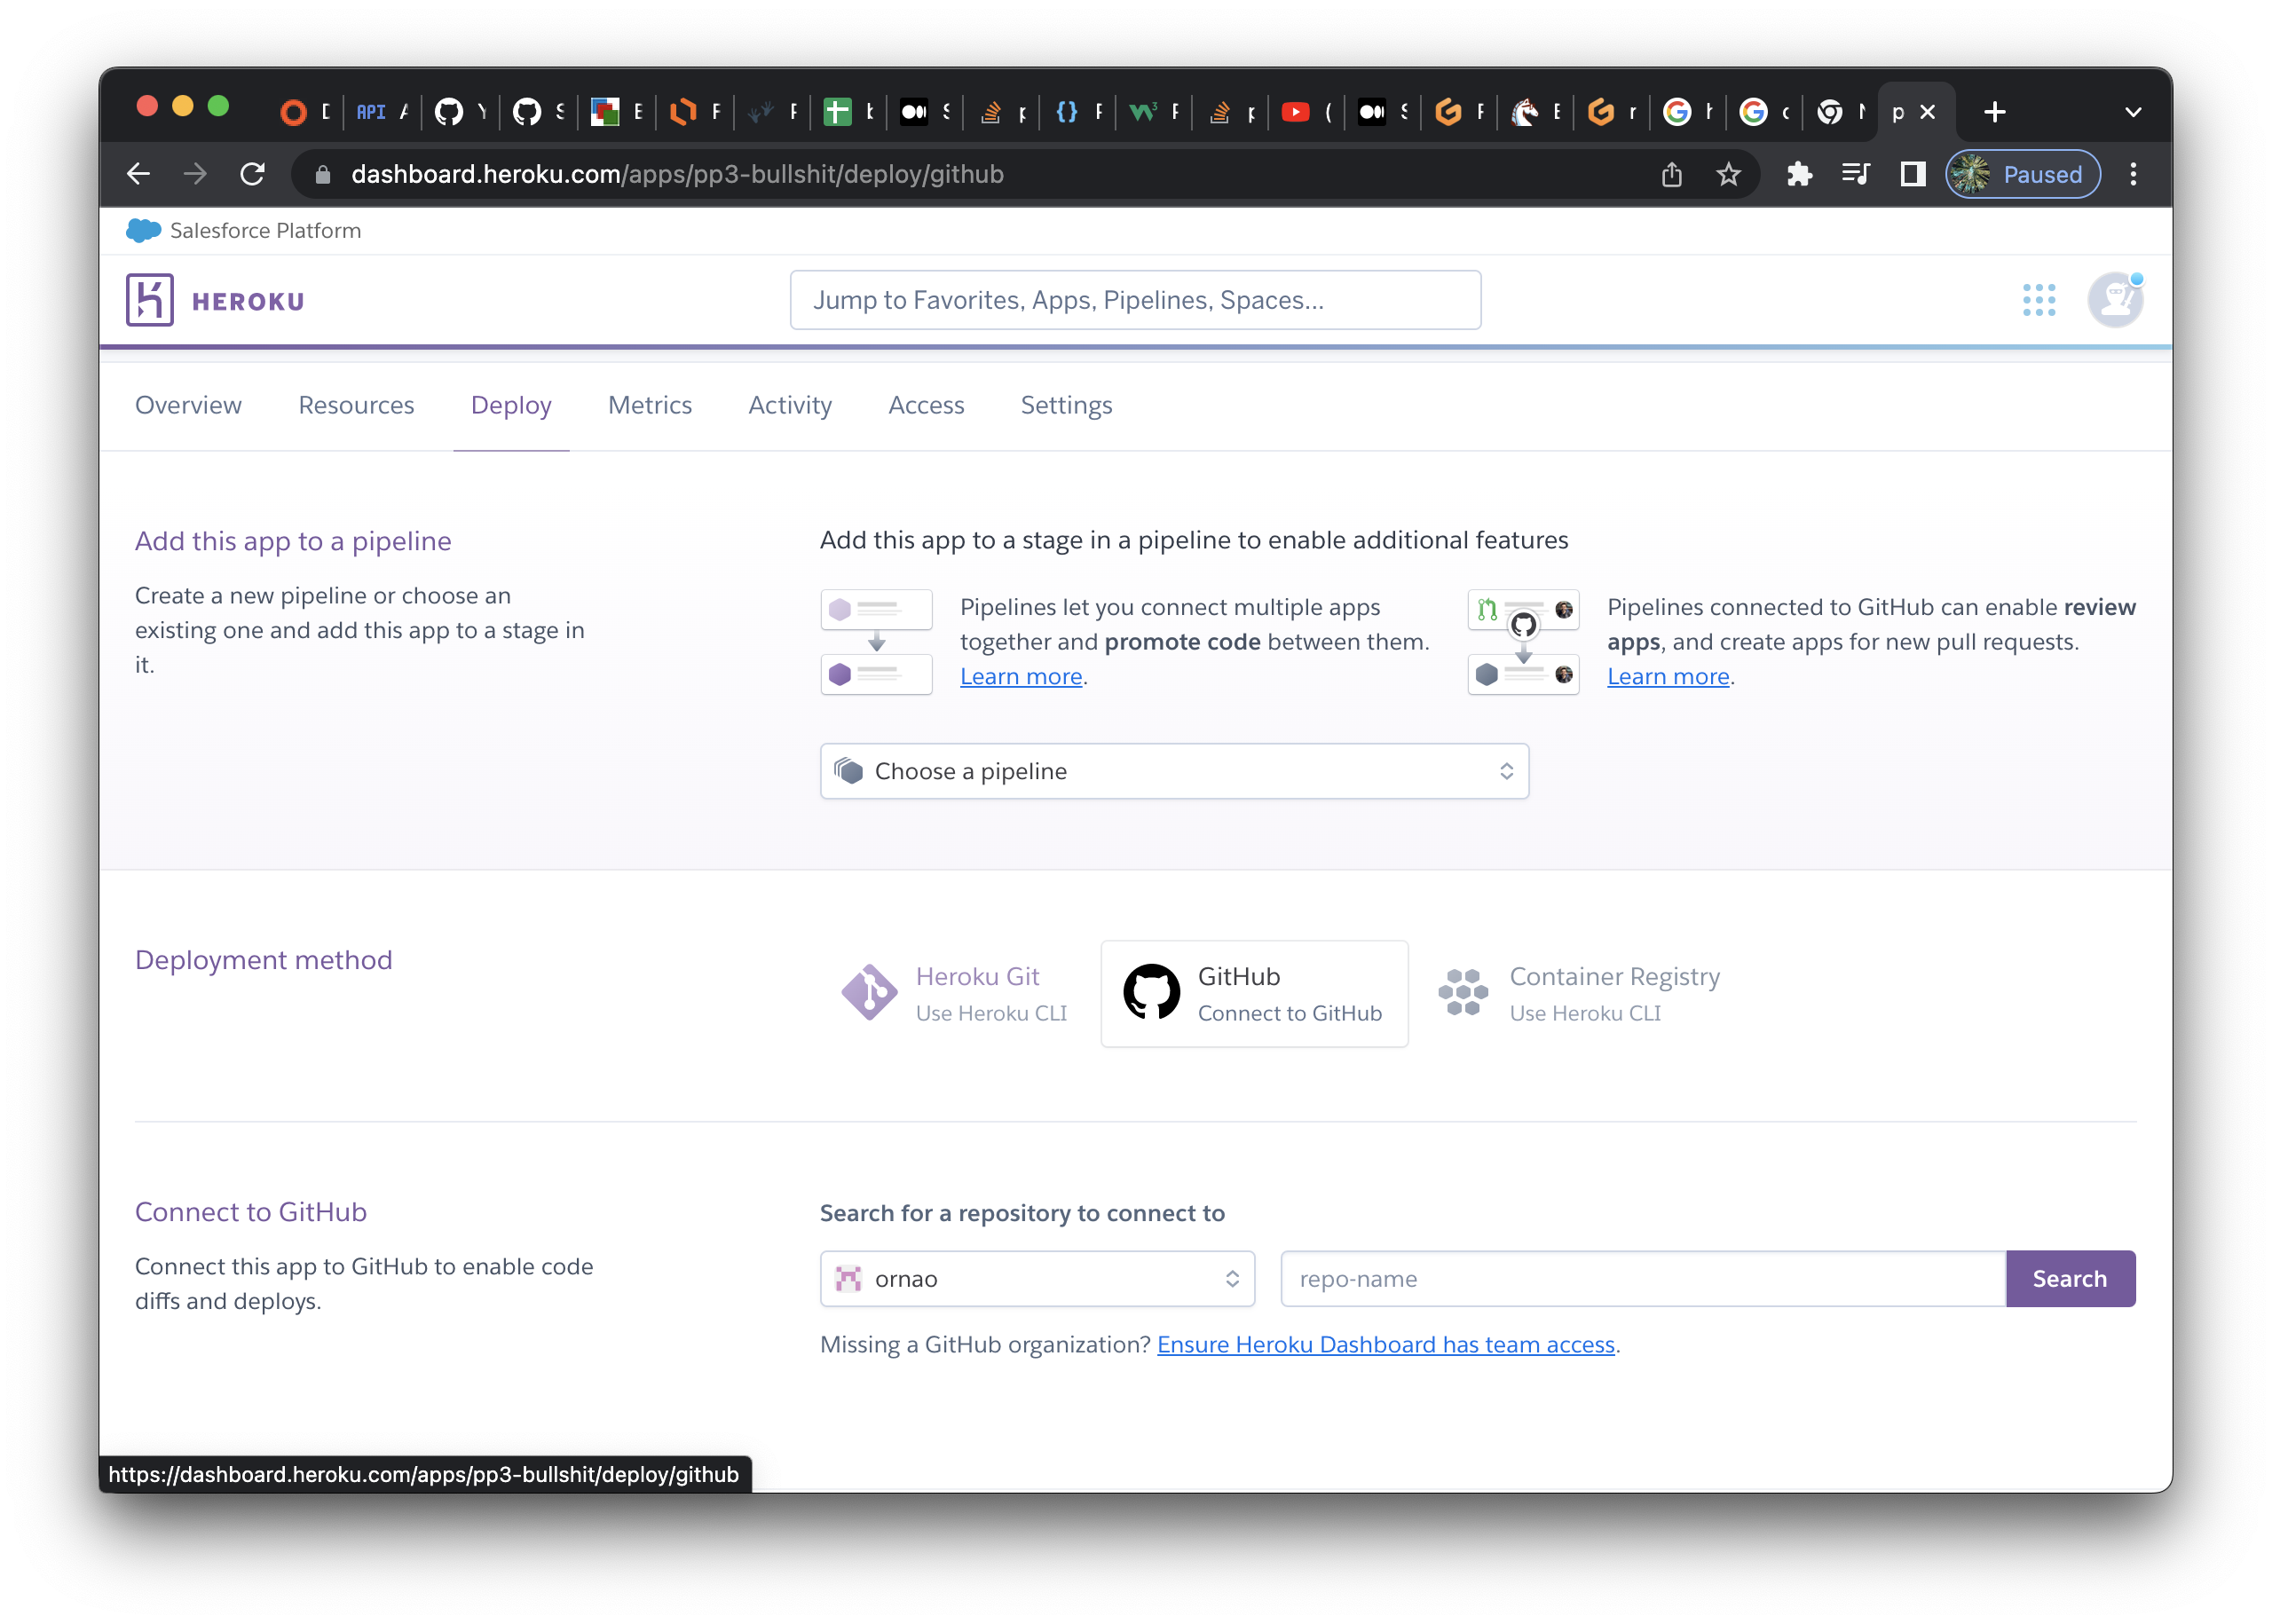 API
Paused
dashboard.heroku.com/apps/pp3-bullshit/deploy/github
Salesforce Platform
HEROKU
Jump to Favorites, Apps, Pipelines, Spaces...
Overview Resources Deploy Metrics Activity Access Settings
Add this app to a pipeline
Create a new pipeline or choose an
existing one and add this app to a stage in
it.
Add this app to a stage in a pipeline to enable additional features
Pipelines let you connect multiple apps
together and promote code between them.
Learn more.
Pipelines connected to GitHub can enable review
apps, and create apps for new pull requests.
Learn more.
Choose a pipeline
Deployment method
Heroku Git
Use Heroku CLI
GitHub
Connect to GitHub
Container Registry
Use Heroku CLI
Connect to GitHub
Connect this app to GitHub to enable code
diffs and deploys.
Search for a repository to connect to
ornao
repo-name
Search
Missing a GitHub organization? Ensure Heroku Dashboard has team access.
https://dashboard.heroku.com/apps/pp3-bullshit/deploy/github